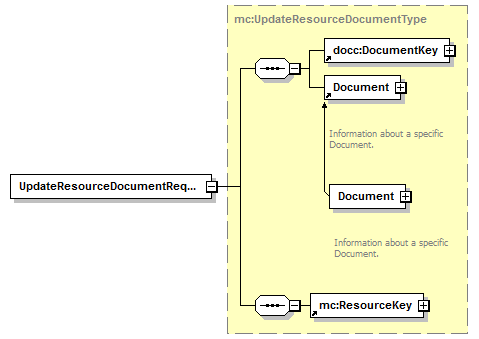 mc:UpdateResourceDocumentType
docc:DocumentKey
Document
Information about a specific
Document.
UpdateResourceDocumentReq...
Document
Information about a specific
Document.
mc:ResourceKey